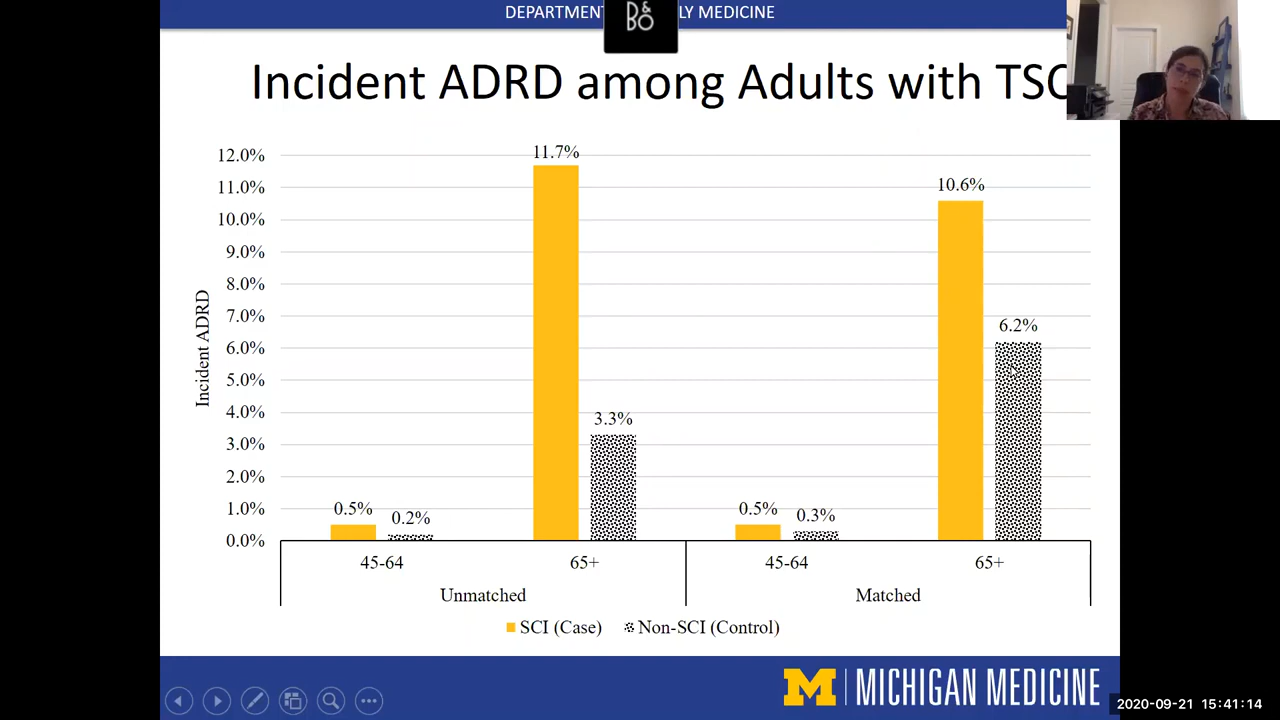 DEPARTMENT LY MEDICINE
B&
BO
Incident ADRD among Adults with TSC
12.0%
11.0%
10.0%
9.0%
8.0%
7.0%
6.0%
5.0%
4.0%
3.0%
2.0%
1.0%
0.0%
Incident ADRD
0.5%
0.2%
11.7%
3.3%
0.5%
0.3%
10.6%
6.2%
45-64
65+
45-64
65+
Unmatched
Matched
SCI (Case)
Non-SCI (Control)
M MICHIGAN MEDICINE
2020-09-21 15:41:14